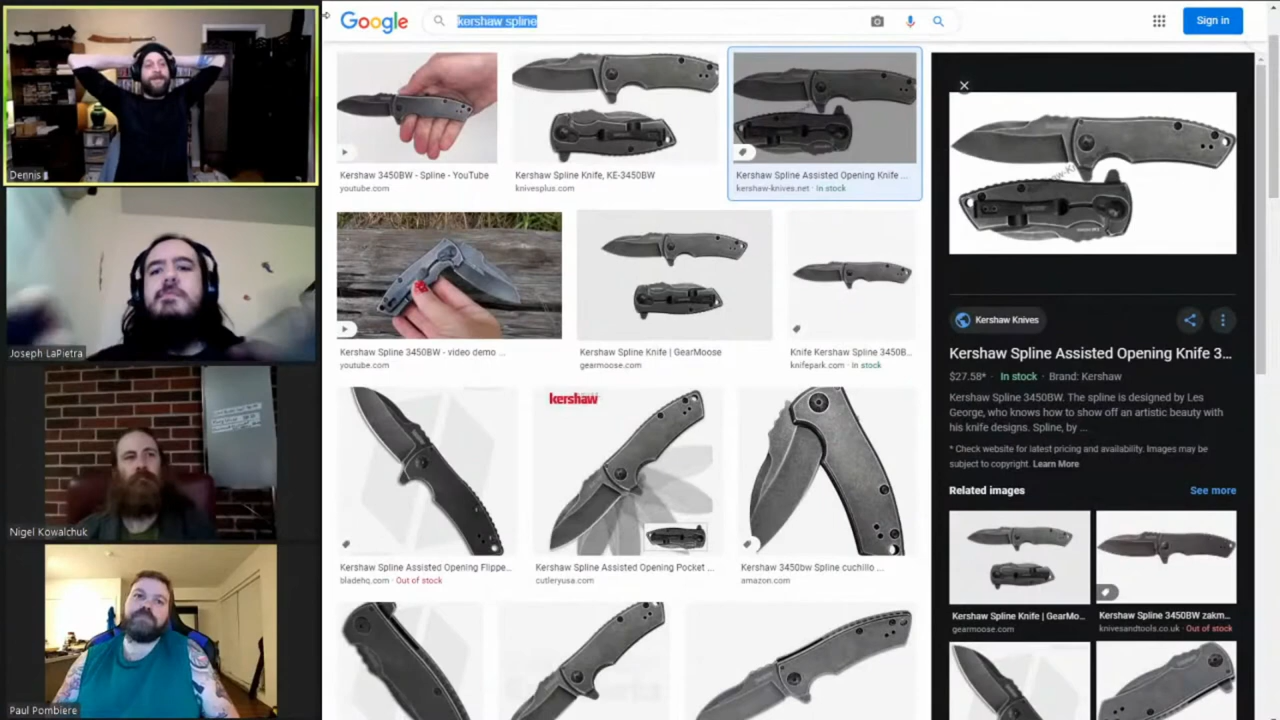 Dennis
Joseph LaPietra
Nigel Kowalchuk
Paul Pombiere
Google
kershaw spline
Sign in
Kershaw 3450BW - Spline - YouTube
youtube.com
Kershaw Spline Knife, KE-3450BW
knivesplus.com
Kershaw Spline Assisted Opening Knife ...
kershaw-knives.net · In stock
Kershaw Spline 3450BW - video demo ...
youtube.com
Kershaw Spline Knife | GearMoose
gearmoose.com
Knife Kershaw Spline 3450B...
knifepark.com · In stock
Kershaw Spline Assisted Opening Flippe...
bladehq.com · Out of stock
kershaw
Kershaw Spline Assisted Opening Pocket ...
cutleryusa.com
Kershaw 3450bw Spline cuchillo ...
amazon.com
Kershaw Knives
Kershaw Spline Assisted Opening Knife 3...
$27.58* · In stock · Brand: Kershaw
Kershaw Spline 3450BW. The spline is designed by Les
George, who knows how to show off an artistic beauty with
his knife designs. Spline, by ...
* Check website for latest pricing and availability. Images may
be subject to copyright. Learn More
Related images
See more
Kershaw Spline Knife | GearMo...
gearmoose.com
Kershaw Spline 3450BW zakm...
knivesandtools.co.uk · Out of stock